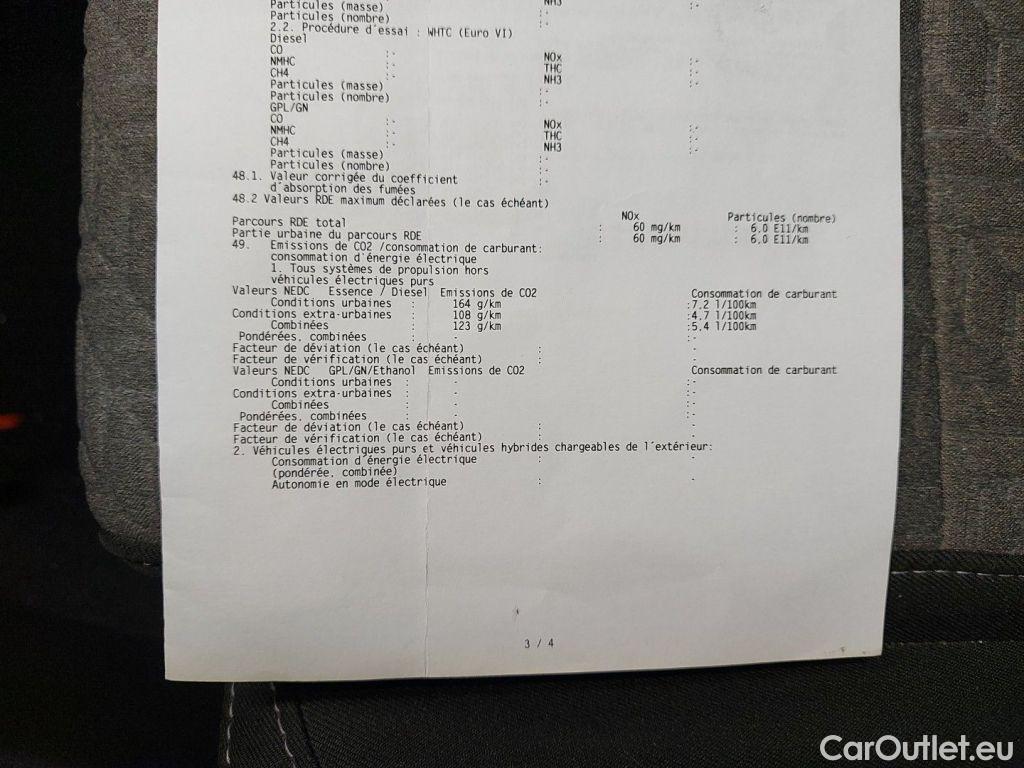 Particules (masse) NH3 :-
Particules (nombre) :-
2.2. Procédure d'essai : WHTC (Euro VI)
Diesel
CO :- NOx :-
NMHC :- THC :-
CH4 :- NH3 :-
Particules (masse) :-
Particules (nombre) :-
GPL/GN
CO :- NOx :-
NMHC :- THC :-
CH4 :- NH3 :-
Particules (masse) :-
Particules (nombre) :-
48.1. Valeur corrigée du coefficient :-
d'absorption des fumées
48.2 Valeurs RDE maximum déclarées (le cas échéant)
NOx Particules (nombre)
Parcours RDE total : 60 mg/km : 6,0 E11/km
Partie urbaine du parcours RDE : 60 mg/km : 6,0 E11/km
49. Emissions de CO2 /consommation de carburant:
consommation d'énergie électrique
1. Tous systèmes de propulsion hors
véhicules électriques purs
Valeurs NEDC Essence / Diesel Emissions de CO2 Consommation de carburant
Conditions urbaines : 164 g/km :7,2 l/100km
Conditions extra-urbaines : 108 g/km :4,7 l/100km
Combinées : 123 g/km :5,4 l/100km
Pondérées, combinées : - :-
Facteur de déviation (le cas échéant) : -
Facteur de vérification (le cas échéant) : -
Valeurs NEDC GPL/GN/Ethanol Emissions de CO2 Consommation de carburant
Conditions urbaines : - :-
Conditions extra-urbaines : - :-
Combinées : - :-
Pondérées, combinées : - :-
Facteur de déviation (le cas échéant) : -
Facteur de vérification (le cas échéant) : -
2. Véhicules électriques purs et véhicules hybrides chargeables de l'extérieur:
Consommation d'énergie électrique : -
(pondérée, combinée)
Autonomie en mode électrique : -
3 / 4
CarOutlet.eu